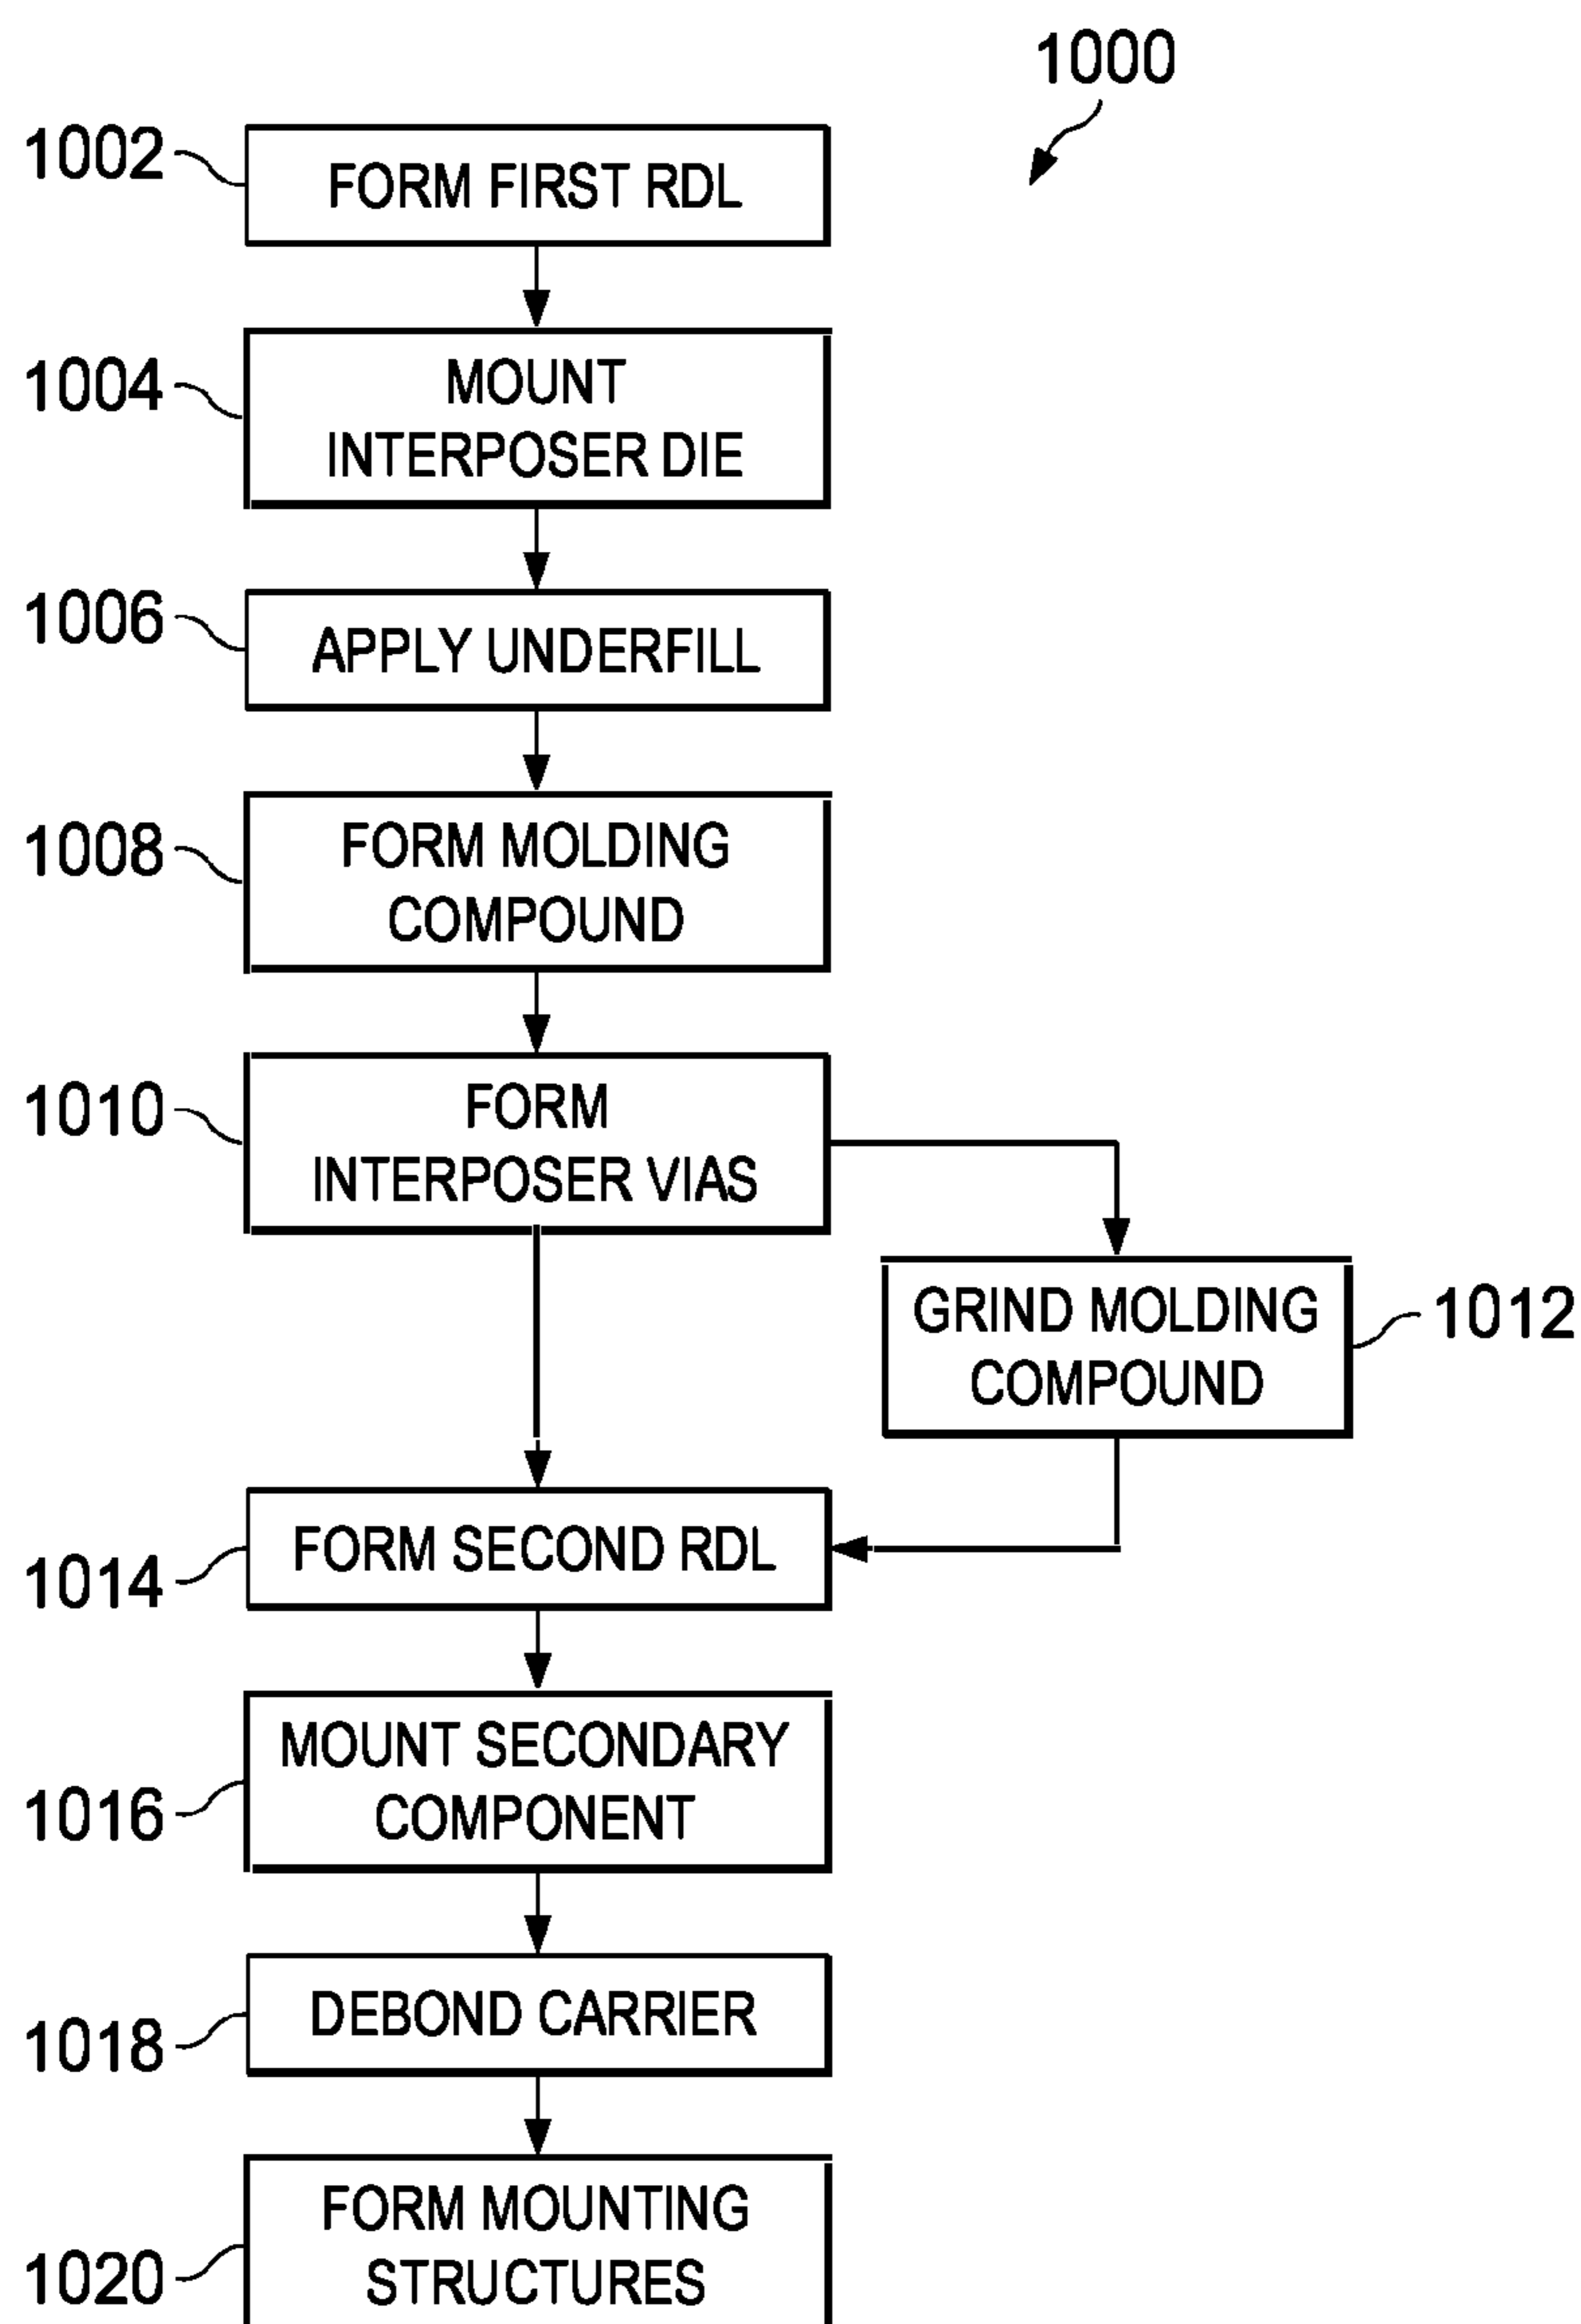 1000
1002
FORM FIRST RDL
1004
MOUNT
INTERPOSER DIE
1006
APPLY UNDERFILL
1008
FORM MOLDING
COMPOUND
1010
FORM
INTERPOSER VIAS
GRIND MOLDING
COMPOUND
1012
FORM SECOND RDL
1014
MOUNT SECONDARY
COMPONENT
1016
DEBOND CARRIER
1018
FORM MOUNTING
STRUCTURES
1020